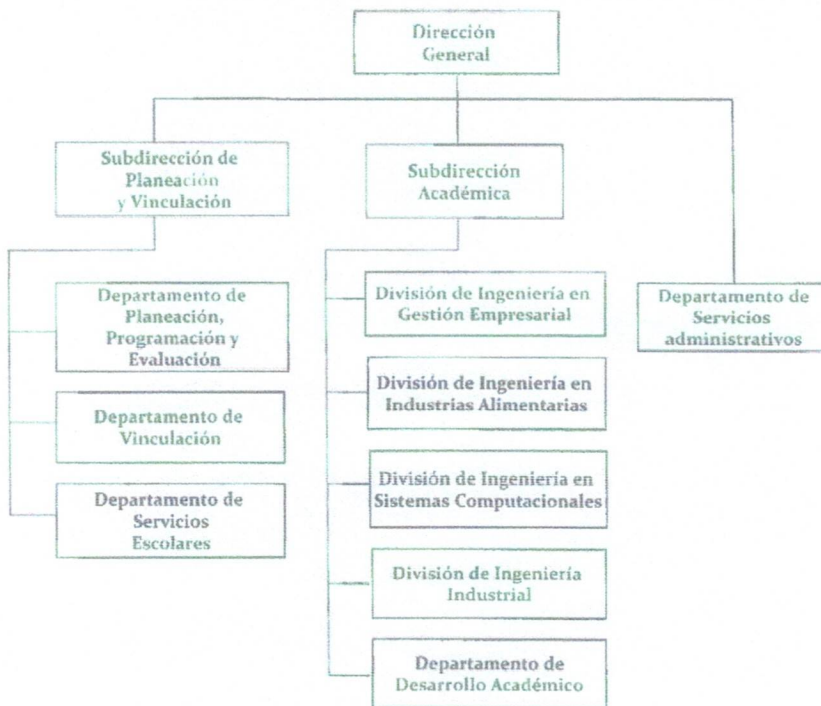 Dirección
General
Subdirección de
Planeación
y Vinculación
Subdirección
Académica
Departamento de
Planeación,
Programación y
Evaluación
Departamento de
Vinculación
Departamento de
Servicios
Escolares
División de Ingeniería en
Gestión Empresarial
División de Ingeniería en
Industrias Alimentarias
División de Ingeniería en
Sistemas Computacionales
División de Ingeniería
Industrial
Departamento de
Desarrollo Académico
Departamento de
Servicios
administrativos